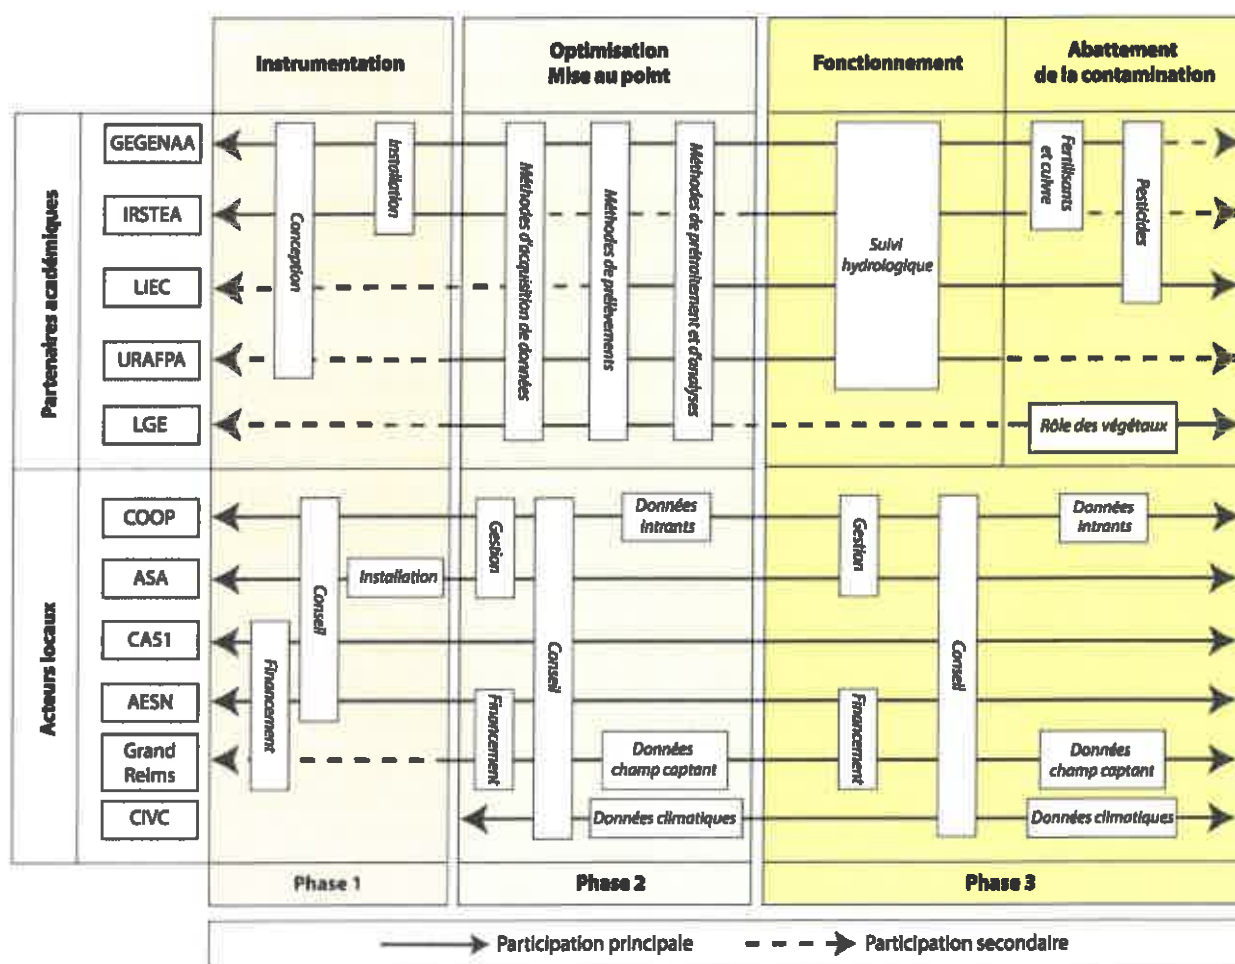 Instrumentation
Optimisation
Mise au point
Fonctionnement
Abattement
de la contamination
Partenaires académiques
GEGENAA
IRSTEA
LIEC
URAFPA
LGE
Conception
Installation
Méthodes d'acquisition de données
Méthodes de prélèvements
Méthodes de prétraitement et d'analyses
Suivi
hydrologique
Fertilisants
et cuivre
Pesticides
Rôle des végétaux
Acteurs locaux
COOP
ASA
CA51
AESN
Grand
Reims
CIVC
Financement
Conseil
Installation
Gestion
Financement
Conseil
Données
intrants
Données
champ captant
Données climatiques
Gestion
Financement
Conseil
Données
intrants
Données
champ captant
Données climatiques
Phase 1
Phase 2
Phase 3
Participation principale
Participation secondaire